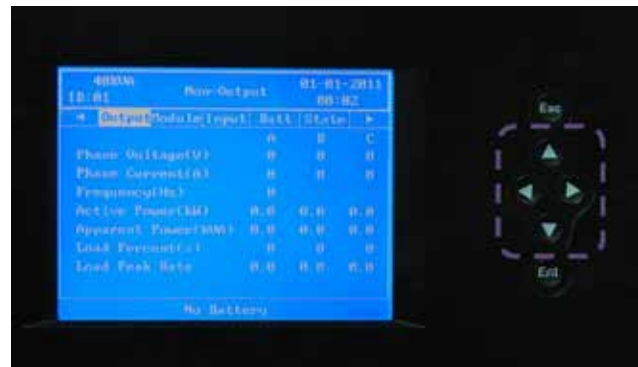 40KVA Non-Output 01-01-2011
ID:01 00:02
Output Module Input Batt State
A B C
Phase Voltage(V) 0 0 0
Phase Current(A) 0 0 0
Frequency(Hz) 0
Active Power(kW) 0.0 0.0 0.0
Apparent Power(kVA) 0.0 0.0 0.0
Load Percent(%) 0 0 0
Load Peak Rate 0.0 0.0 0.0
No Battery
Esc
Ent